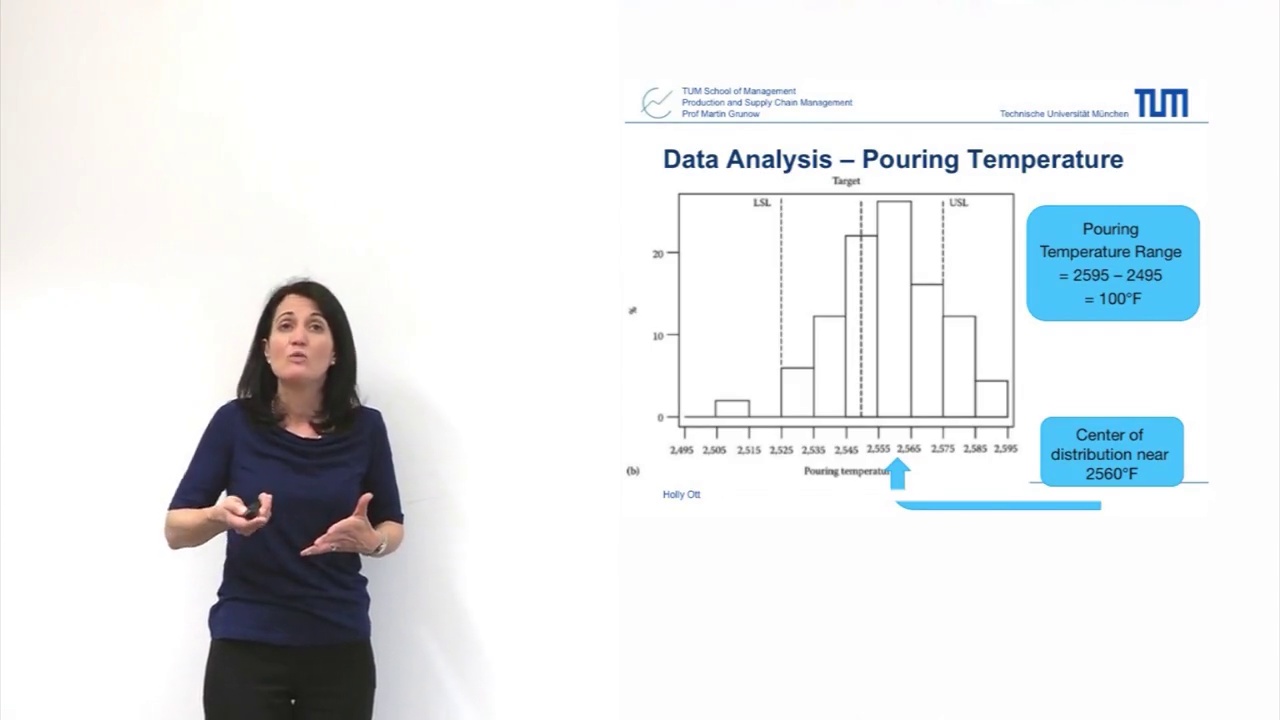 TUM School of Management
Production and Supply Chain Management
Prof Martin Grunow
Technische Universität München
TUM
Data Analysis – Pouring Temperature
Target
LSL
USL
20
%
10
0
2,495 2,505 2,515 2,525 2,535 2,545 2,555 2,565 2,575 2,585 2,595
(b)
Pouring
Pouring
Temperature Range
= 2595 – 2495
= 100°F
Center of
distribution near
2560°F
Holly Ott